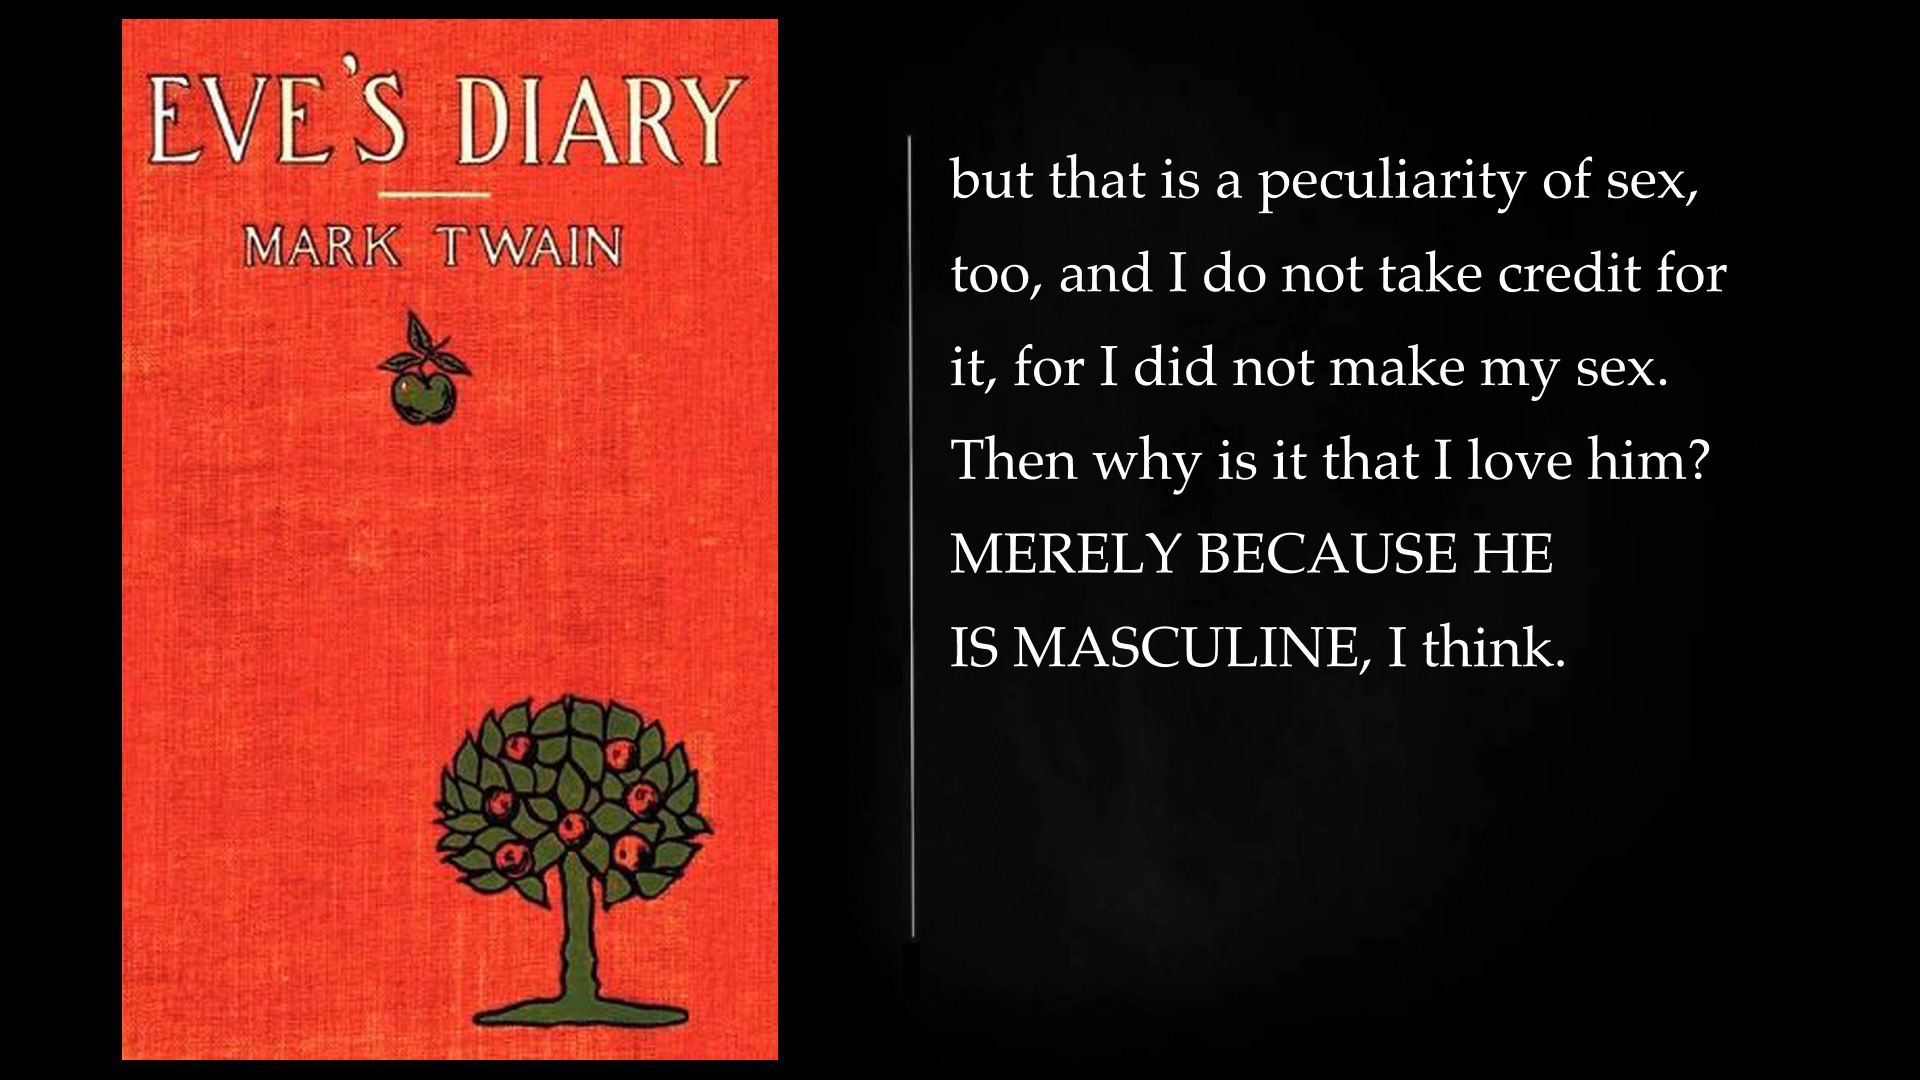 EVE'S DIARY
MARK TWAIN
but that is a peculiarity of sex,
too, and I do not take credit for
it, for I did not make my sex.
Then why is it that I love him?
MERELY BECAUSE HE
IS MASCULINE, I think.